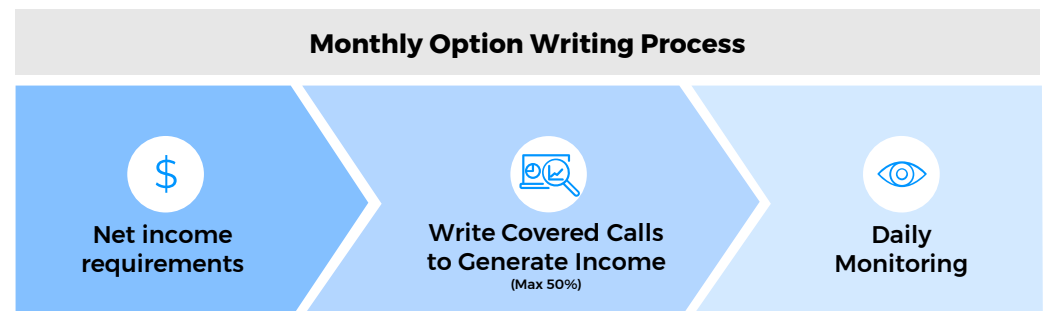 Monthly Option Writing Process
$
Net income
requirements
Write Covered Calls
to Generate Income
(Max 50%)
Daily
Monitoring